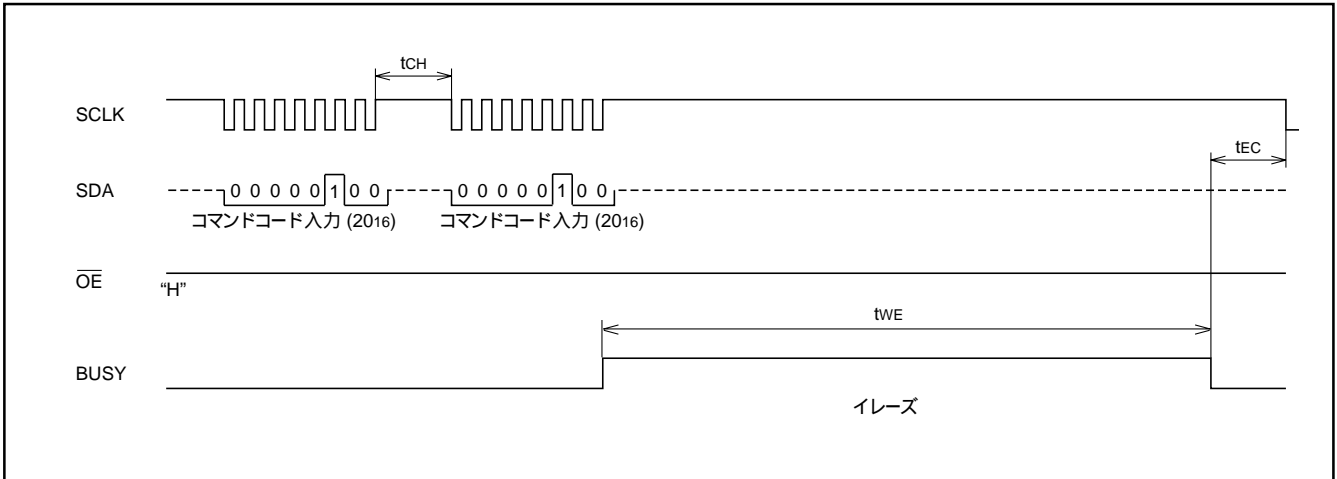 tCH
SCLK
tEC
SDA
0 0 0 0 0 1 0 0
0 0 0 0 0 1 0 0
コマンドコード入力 (2016)
コマンドコード入力 (2016)
OE
“H”
tWE
BUSY
イレーズ